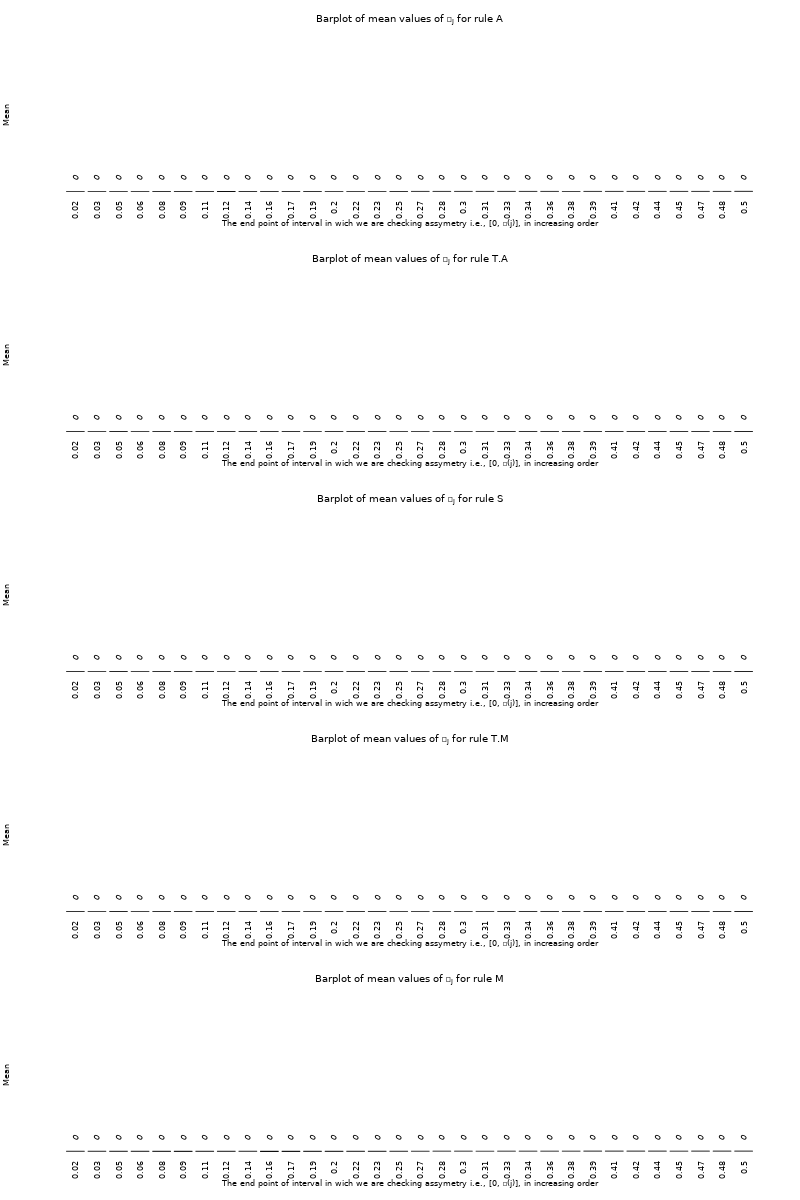 Barplot of mean values of □j for rule A
Mean
0 0 0 0 0 0 0 0 0 0 0 0 0 0 0 0 0 0 0 0 0 0 0 0 0 0 0 0 0 0 0 0
0.02 0.03 0.05 0.06 0.08 0.09 0.11 0.12 0.14 0.16 0.17 0.19 0.2 0.22 0.23 0.25 0.27 0.28 0.3 0.31 0.33 0.34 0.36 0.38 0.39 0.41 0.42 0.44 0.45 0.47 0.48 0.5
The end point of interval in wich we are checking assymetry i.e., [0, □(j)], in increasing order
Barplot of mean values of □j for rule T.A
Mean
0 0 0 0 0 0 0 0 0 0 0 0 0 0 0 0 0 0 0 0 0 0 0 0 0 0 0 0 0 0 0 0
0.02 0.03 0.05 0.06 0.08 0.09 0.11 0.12 0.14 0.16 0.17 0.19 0.2 0.22 0.23 0.25 0.27 0.28 0.3 0.31 0.33 0.34 0.36 0.38 0.39 0.41 0.42 0.44 0.45 0.47 0.48 0.5
The end point of interval in wich we are checking assymetry i.e., [0, □(j)], in increasing order
Barplot of mean values of □j for rule S
Mean
0 0 0 0 0 0 0 0 0 0 0 0 0 0 0 0 0 0 0 0 0 0 0 0 0 0 0 0 0 0 0 0
0.02 0.03 0.05 0.06 0.08 0.09 0.11 0.12 0.14 0.16 0.17 0.19 0.2 0.22 0.23 0.25 0.27 0.28 0.3 0.31 0.33 0.34 0.36 0.38 0.39 0.41 0.42 0.44 0.45 0.47 0.48 0.5
The end point of interval in wich we are checking assymetry i.e., [0, □(j)], in increasing order
Barplot of mean values of □j for rule T.M
Mean
0 0 0 0 0 0 0 0 0 0 0 0 0 0 0 0 0 0 0 0 0 0 0 0 0 0 0 0 0 0 0 0
0.02 0.03 0.05 0.06 0.08 0.09 0.11 0.12 0.14 0.16 0.17 0.19 0.2 0.22 0.23 0.25 0.27 0.28 0.3 0.31 0.33 0.34 0.36 0.38 0.39 0.41 0.42 0.44 0.45 0.47 0.48 0.5
The end point of interval in wich we are checking assymetry i.e., [0, □(j)], in increasing order
Barplot of mean values of □j for rule M
Mean
0 0 0 0 0 0 0 0 0 0 0 0 0 0 0 0 0 0 0 0 0 0 0 0 0 0 0 0 0 0 0 0
0.02 0.03 0.05 0.06 0.08 0.09 0.11 0.12 0.14 0.16 0.17 0.19 0.2 0.22 0.23 0.25 0.27 0.28 0.3 0.31 0.33 0.34 0.36 0.38 0.39 0.41 0.42 0.44 0.45 0.47 0.48 0.5
The end point of interval in wich we are checking assymetry i.e., [0, □(j)], in increasing order